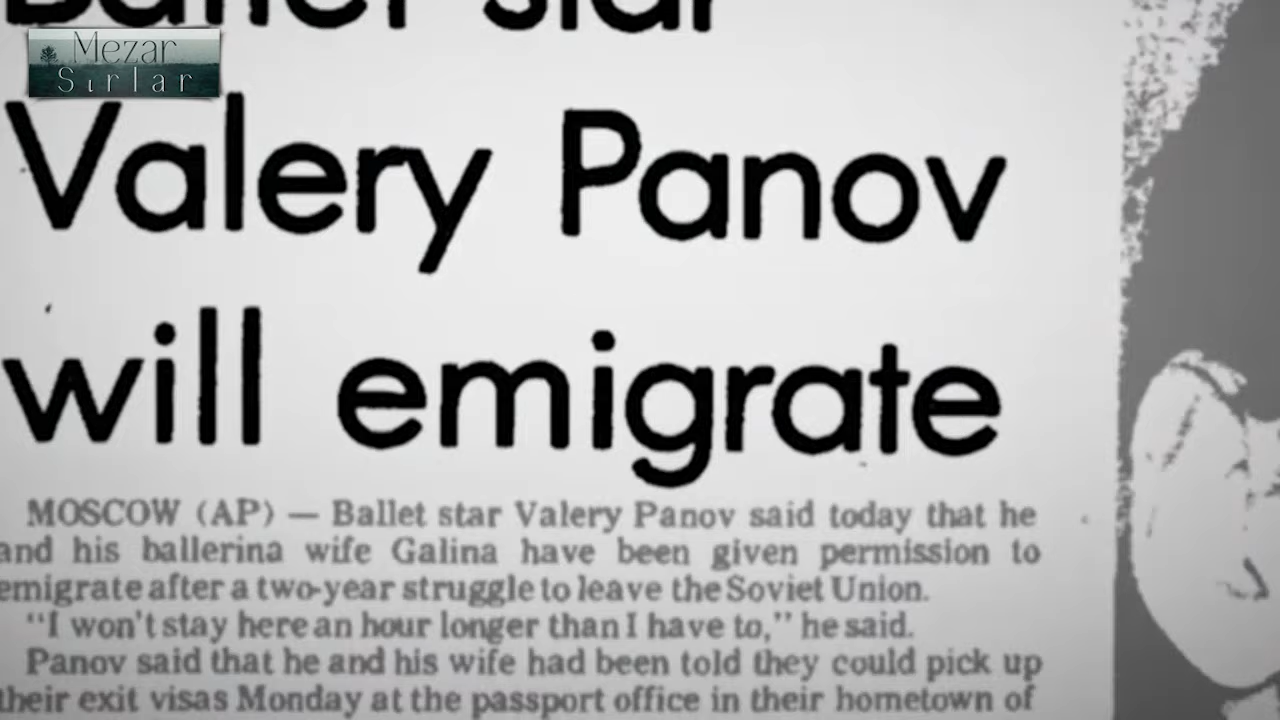 Ballet star
Mezar
Sırlar
Valery Panov
will emigrate
MOSCOW (AP) — Ballet star Valery Panov said today that he
and his ballerina wife Galina have been given permission to
emigrate after a two-year struggle to leave the Soviet Union.
"I won't stay here an hour longer than I have to," he said.
Panov said that he and his wife had been told they could pick up
their exit visas Monday at the passport office in their hometown of